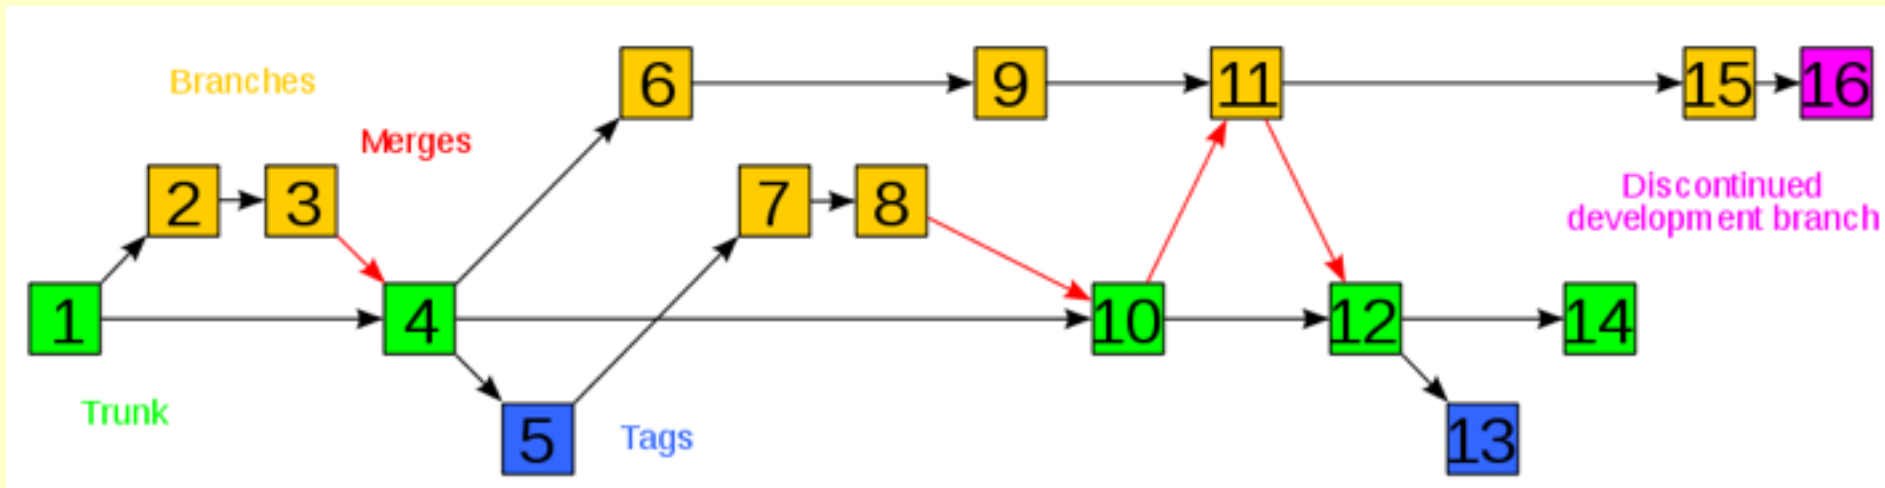 Branches
Merges
6
9
11
15
16
2
3
7
8
Discontinued
development branch
1
4
10
12
14
Trunk
5
Tags
13